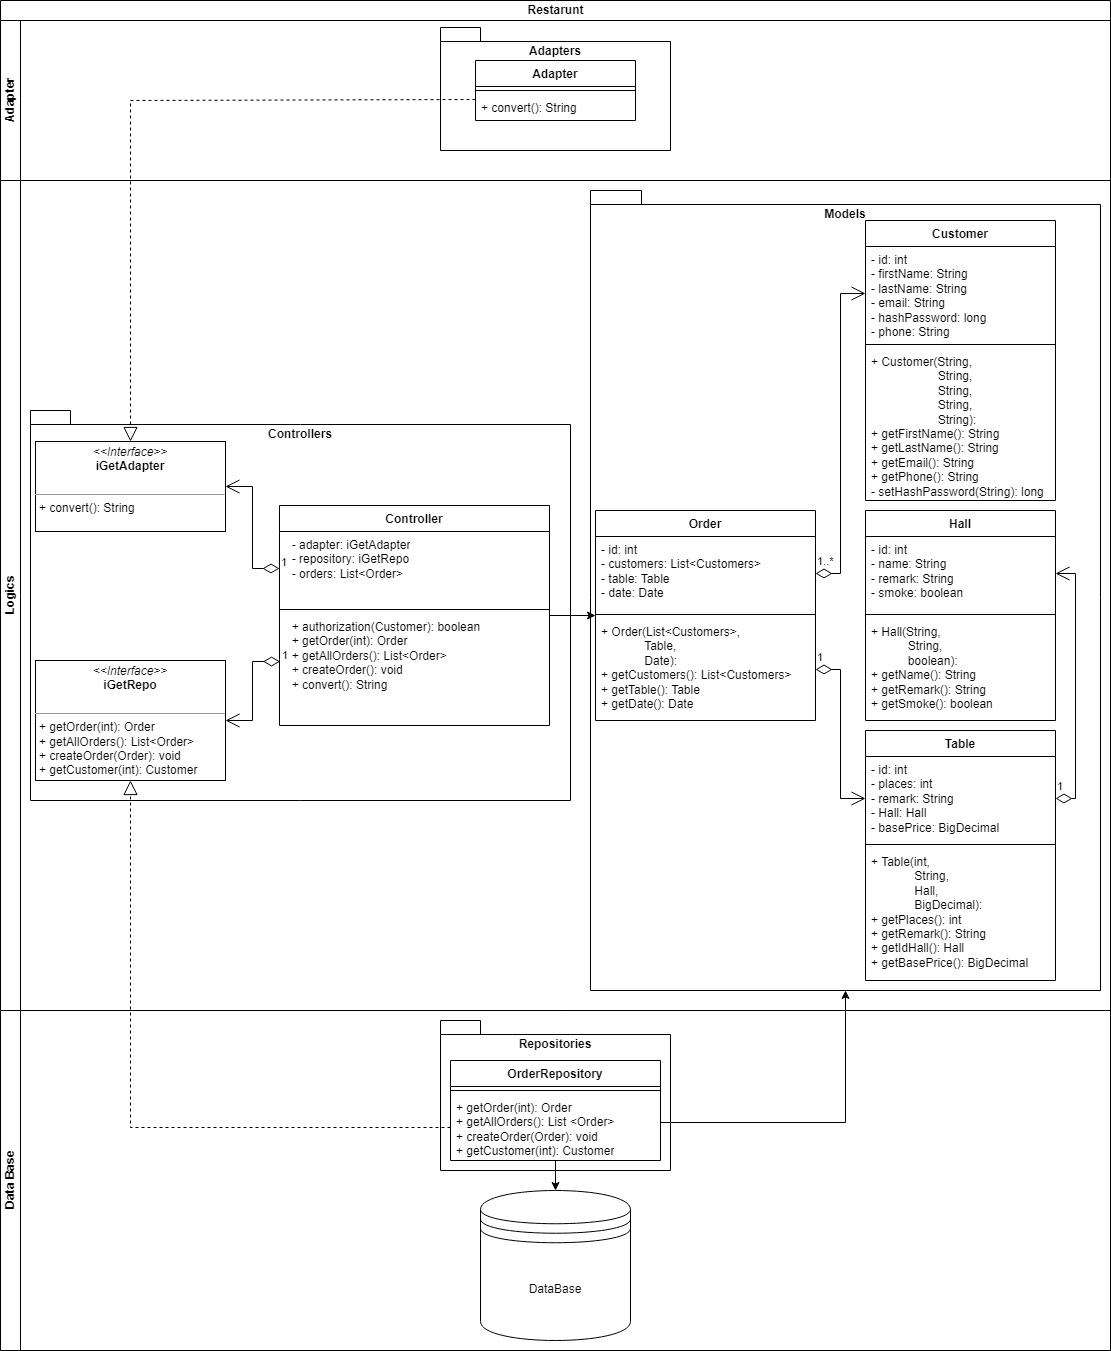 Restarunt
Adapter
Adapters
Adapter
+ convert(): String
Logics
Models
Customer
- id: int
- firstName: String
- lastName: String
- email: String
- hashPassword: long
- phone: String
+ Customer(String,
String,
String,
String,
String):
+ getFirstName(): String
+ getLastName(): String
+ getEmail(): String
+ getPhone(): String
- setHashPassword(String): long
Controllers
<<Interface>>
iGetAdapter
+ convert(): String
Controller
- adapter: iGetAdapter
- repository: iGetRepo
- orders: List<Order>
+ authorization(Customer): boolean
+ getOrder(int): Order
+ getAllOrders(): List<Order>
+ createOrder(): void
+ convert(): String
1
1
<<Interface>>
iGetRepo
+ getOrder(int): Order
+ getAllOrders(): List<Order>
+ createOrder(Order): void
+ getCustomer(int): Customer
Order
- id: int
- customers: List<Customers>
- table: Table
- date: Date
+ Order(List<Customers>,
Table,
Date):
+ getCustomers(): List<Customers>
+ getTable(): Table
+ getDate(): Date
1..*
1
Hall
- id: int
- name: String
- remark: String
- smoke: boolean
+ Hall(String,
String,
boolean):
+ getName(): String
+ getRemark(): String
+ getSmoke(): boolean
Table
- id: int
- places: int
- remark: String
- Hall: Hall
- basePrice: BigDecimal
+ Table(int,
String,
Hall,
BigDecimal):
+ getPlaces(): int
+ getRemark(): String
+ getIdHall(): Hall
+ getBasePrice(): BigDecimal
1
Data Base
Repositories
OrderRepository
+ getOrder(int): Order
+ getAllOrders(): List <Order>
+ createOrder(Order): void
+ getCustomer(int): Customer
DataBase